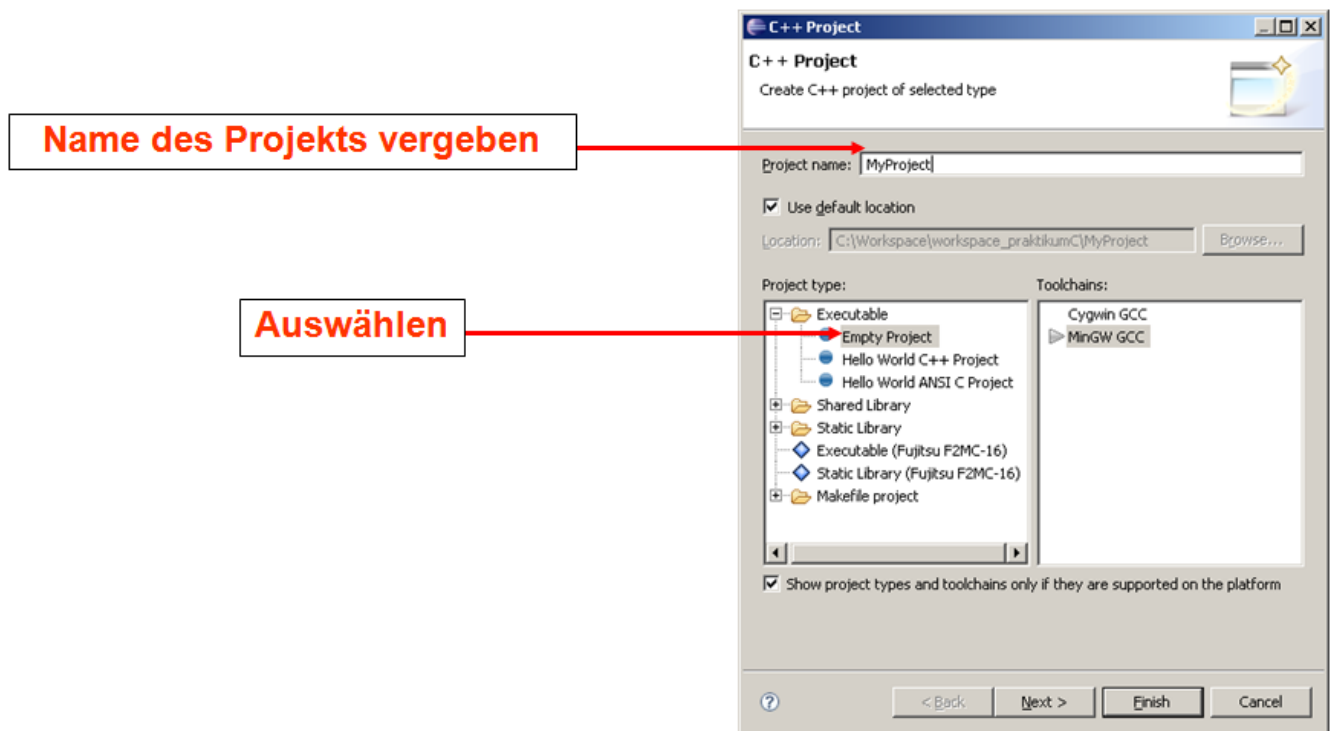 C++ Project
C++ Project
Create C++ project of selected type
Name des Projekts vergeben
Project name: MyProject
Use default location
Location: C:\Workspace\workspace_praktikumC\MyProject Browse...
Project type: Toolchains:
Auswählen
Executable Cygwin GCC
Empty Project MinGW GCC
Hello World C++ Project
Hello World ANSI C Project
Shared Library
Static Library
Executable (Fujitsu F2MC-16)
Static Library (Fujitsu F2MC-16)
Makefile project
Show project types and toolchains only if they are supported on the platform
< Back Next > Finish Cancel